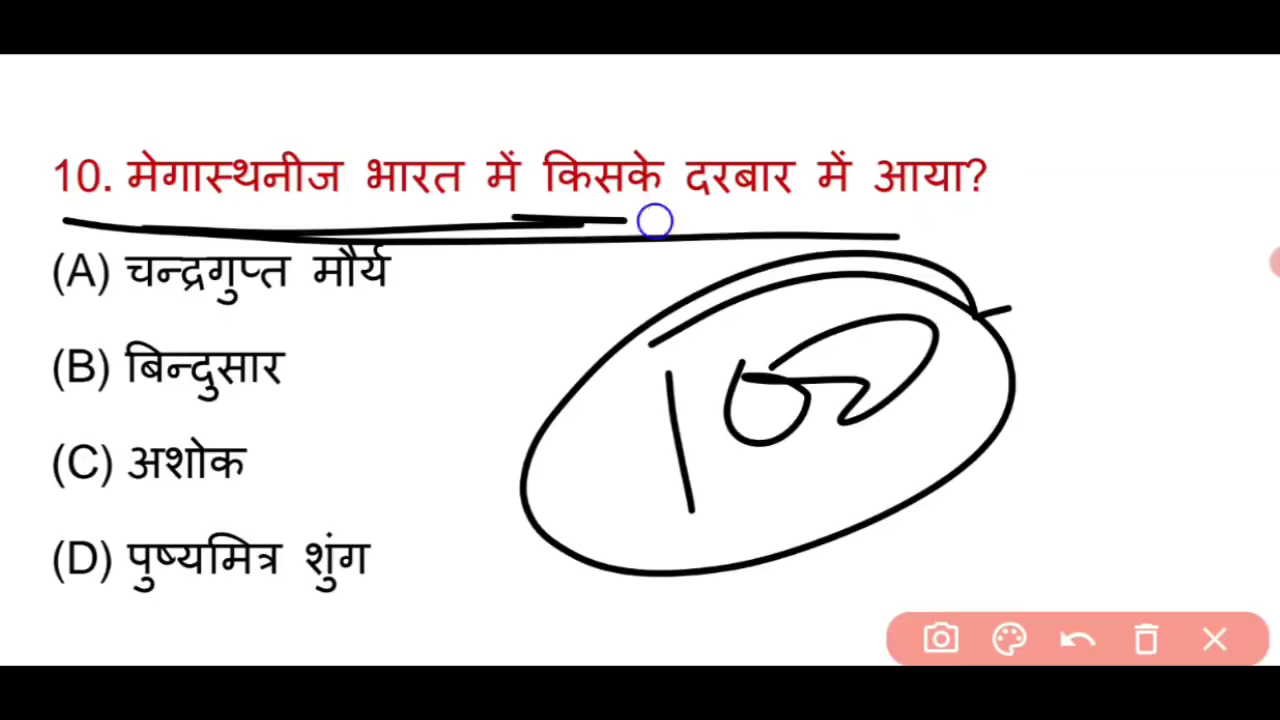 10. मेगास्थनीज भारत में किसके दरबार में आया?
(A) चन्द्रगुप्त मौर्य
(B) बिन्दुसार
(C) अशोक
(D) पुष्यमित्र शुंग